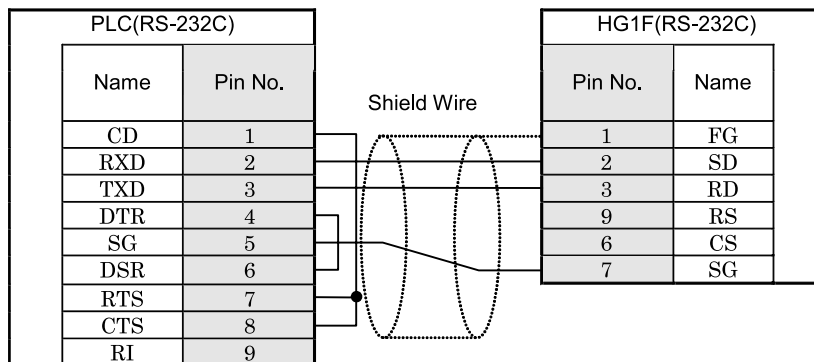 PLC(RS-232C) HG1F(RS-232C)
Name Pin No. Pin No. Name
Shield Wire
CD 1 1 FG
RXD 2 2 SD
TXD 3 3 RD
DTR 4 9 RS
SG 5 6 CS
DSR 6 7 SG
RTS 7
CTS 8
RI 9